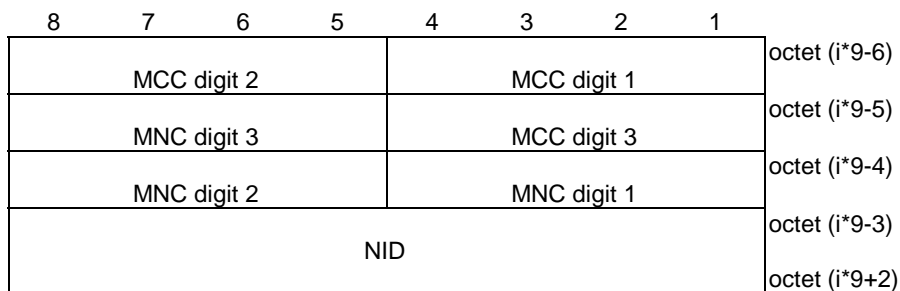 8 7 6 5 4 3 2 1
MCC digit 2 MCC digit 1 octet (i*9-6)
MNC digit 3 MCC digit 3 octet (i*9-5)
MNC digit 2 MNC digit 1 octet (i*9-4)
NID octet (i*9-3)
octet (i*9+2)